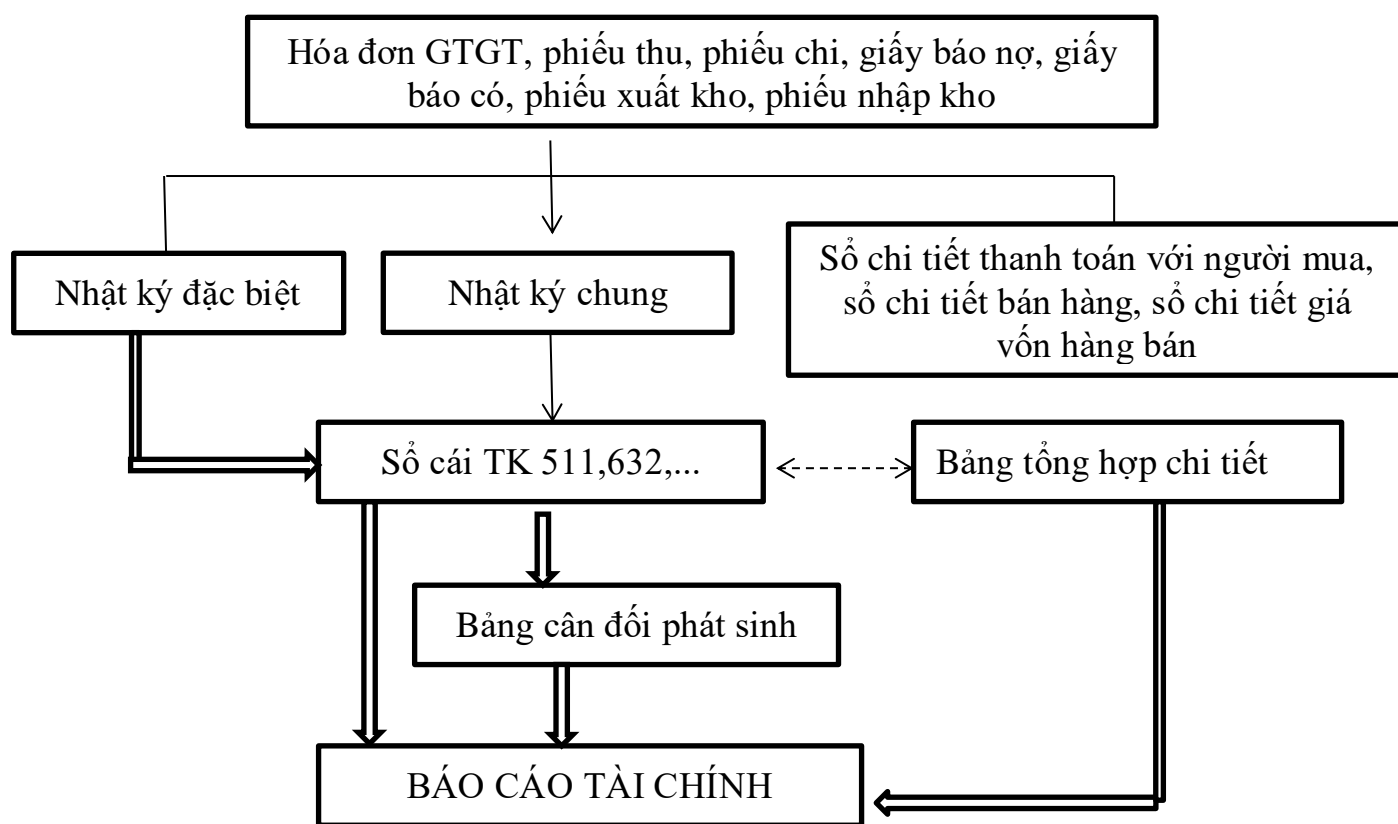 Hóa đơn GTGT, phiếu thu, phiếu chi, giấy báo nợ, giấy
báo có, phiếu xuất kho, phiếu nhập kho
Nhật ký đặc biệt
Nhật ký chung
Sổ chi tiết thanh toán với người mua,
sổ chi tiết bán hàng, sổ chi tiết giá
vốn hàng bán
Sổ cái TK 511,632,...
Bảng tổng hợp chi tiết
Bảng cân đối phát sinh
BÁO CÁO TÀI CHÍNH